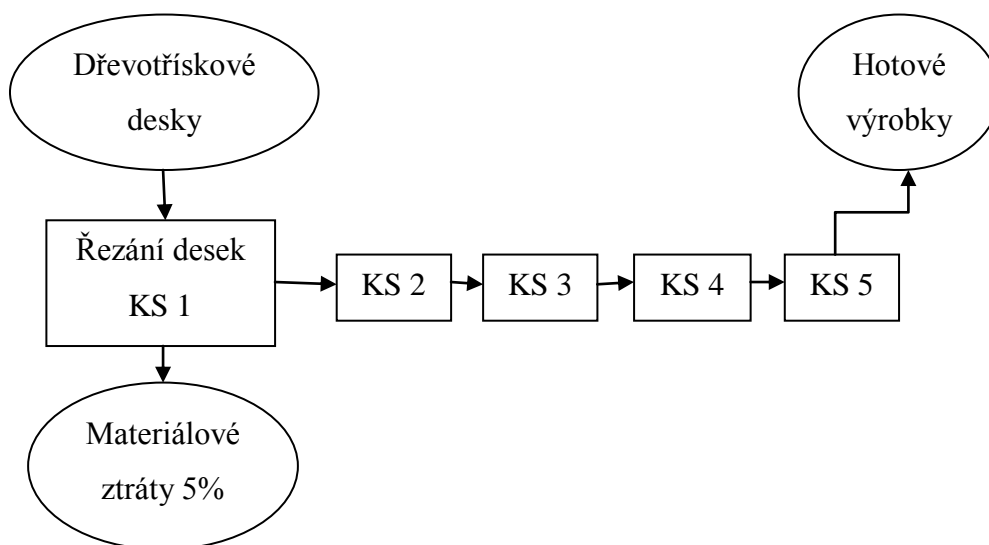 Dřevotřískové
desky
Hotové
výrobky
Řezání desek
KS 1
KS 2
KS 3
KS 4
KS 5
Materiálové
ztráty 5%